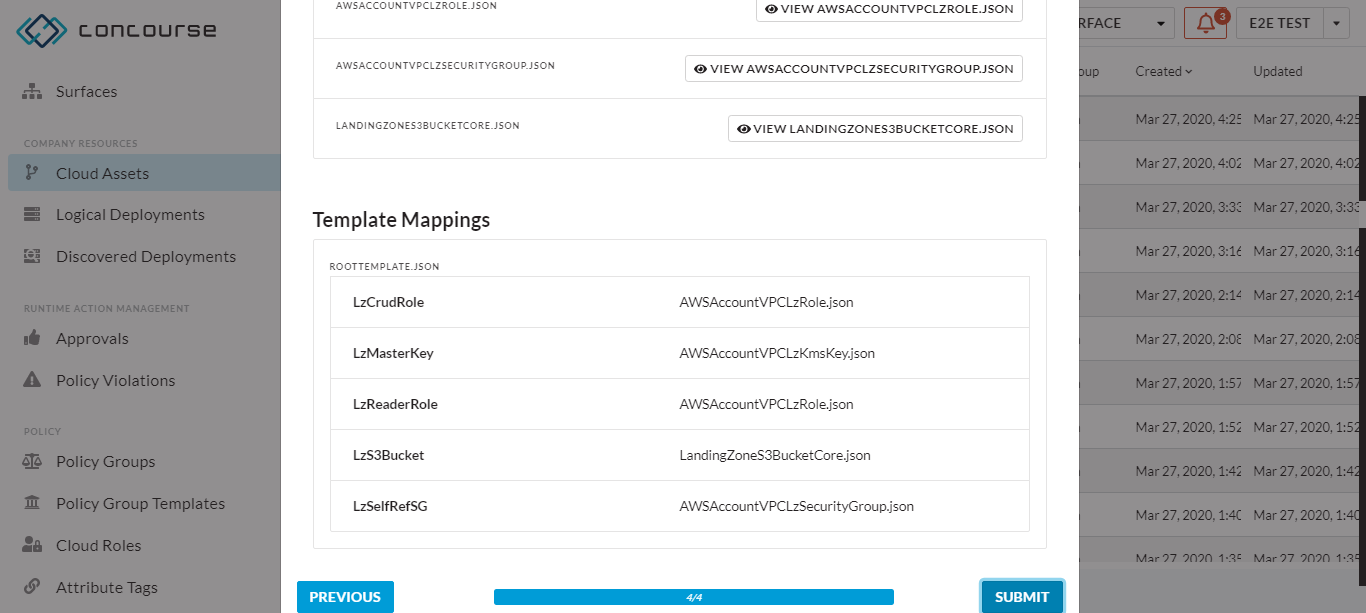 concourse
Surfaces
COMPANY RESOURCES
Cloud Assets
Logical Deployments
Discovered Deployments
RUNTIME ACTION MANAGEMENT
Approvals
Policy Violations
POLICY
Policy Groups
Policy Group Templates
Cloud Roles
Attribute Tags
AWSACCOUNTVPCLZROLE.JSON
VIEW AWSACCOUNTVPCLZROLE.JSON
AWSACCOUNTVPCLZSECURITYGROUP.JSON
VIEW AWSACCOUNTVPCLZSECURITYGROUP.JSON
LANDINGZONES3BUCKETCORE.JSON
VIEW LANDINGZONES3BUCKETCORE.JSON
Template Mappings
ROOTTEMPLATE.JSON
LzCrudRole AWSAccountVPCLzRole.json
LzMasterKey AWSAccountVPCLzKmsKey.json
LzReaderRole AWSAccountVPCLzRole.json
LzS3Bucket LandingZoneS3BucketCore.json
LzSelfRefSG AWSAccountVPCLzSecurityGroup.json
PREVIOUS
4/4
SUBMIT
RFACE
3
E2E TEST
oup Created Updated
Mar 27, 2020, 4:25 Mar 27, 2020, 4:25
Mar 27, 2020, 4:02 Mar 27, 2020, 4:02
Mar 27, 2020, 3:33 Mar 27, 2020, 3:33
Mar 27, 2020, 3:16 Mar 27, 2020, 3:16
Mar 27, 2020, 2:14 Mar 27, 2020, 2:14
Mar 27, 2020, 2:08 Mar 27, 2020, 2:08
Mar 27, 2020, 1:57 Mar 27, 2020, 1:57
Mar 27, 2020, 1:52 Mar 27, 2020, 1:52
Mar 27, 2020, 1:42 Mar 27, 2020, 1:42
Mar 27, 2020, 1:40 Mar 27, 2020, 1:40
Mar 27, 2020, 1:35 Mar 27, 2020, 1:35